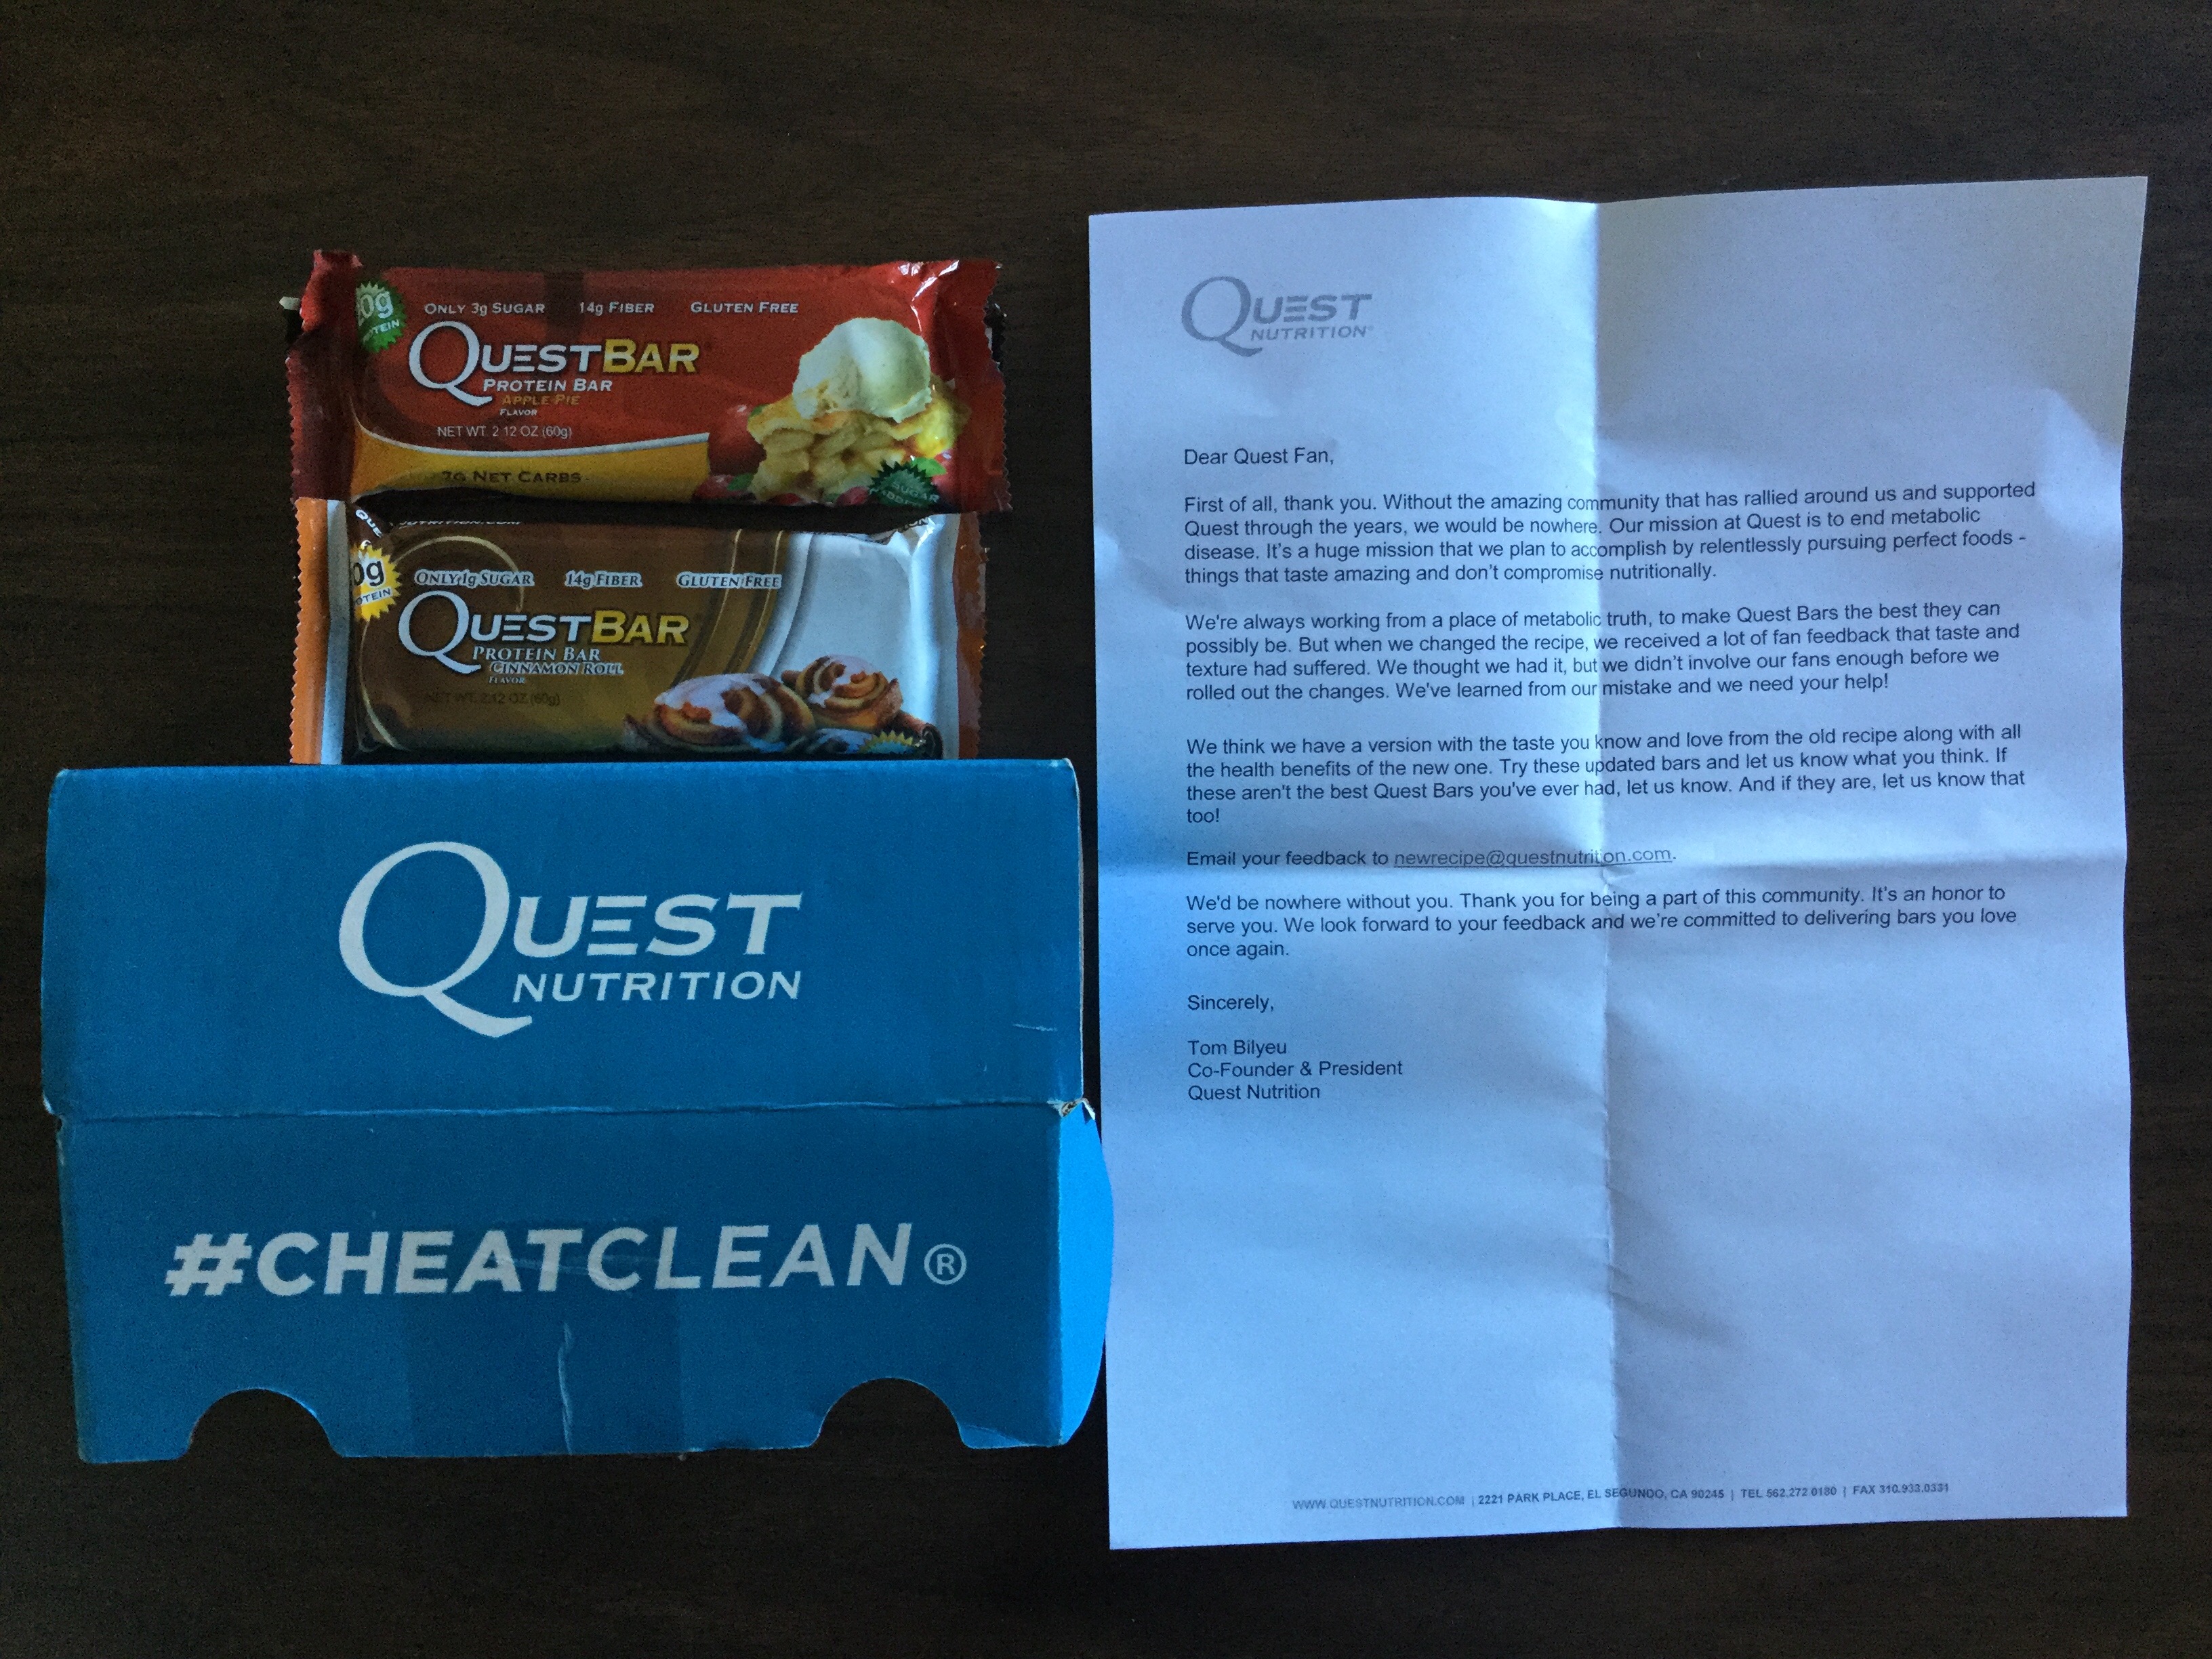 0g
TEIN
ONLY 3g SUGAR 14g FIBER GLUTEN FREE
QUESTBAR
PROTEIN BAR
APPLE PIE
FLAVOR
NET WT. 2.12 OZ (60g)
NET CARBS
SUGAR
0g
OTEIN
ONLY 1g SUGAR 14g FIBER GLUTEN FREE
QUESTBAR
PROTEIN BAR
CINNAMON ROLL
FLAVOR
NET WT. 2.12 OZ (60g)
QUEST
NUTRITION
#CHEATCLEAN®
QUEST
NUTRITION®
Dear Quest Fan,
First of all, thank you. Without the amazing community that has rallied around us and supported
Quest through the years, we would be nowhere. Our mission at Quest is to end metabolic
disease. It's a huge mission that we plan to accomplish by relentlessly pursuing perfect foods -
things that taste amazing and don't compromise nutritionally.
We're always working from a place of metabolic truth, to make Quest Bars the best they can
possibly be. But when we changed the recipe, we received a lot of fan feedback that taste and
texture had suffered. We thought we had it, but we didn't involve our fans enough before we
rolled out the changes. We've learned from our mistake and we need your help!
We think we have a version with the taste you know and love from the old recipe along with all
the health benefits of the new one. Try these updated bars and let us know what you think. If
these aren't the best Quest Bars you've ever had, let us know. And if they are, let us know that
too!
Email your feedback to newrecipe@questnutrition.com.
We'd be nowhere without you. Thank you for being a part of this community. It's an honor to
serve you. We look forward to your feedback and we're committed to delivering bars you love
once again.
Sincerely,
Tom Bilyeu
Co-Founder & President
Quest Nutrition
WWW.QUESTNUTRITION.COM | 2221 PARK PLACE, EL SEGUNDO, CA 90245 | TEL 562.272.0180 | FAX 310.933.0331